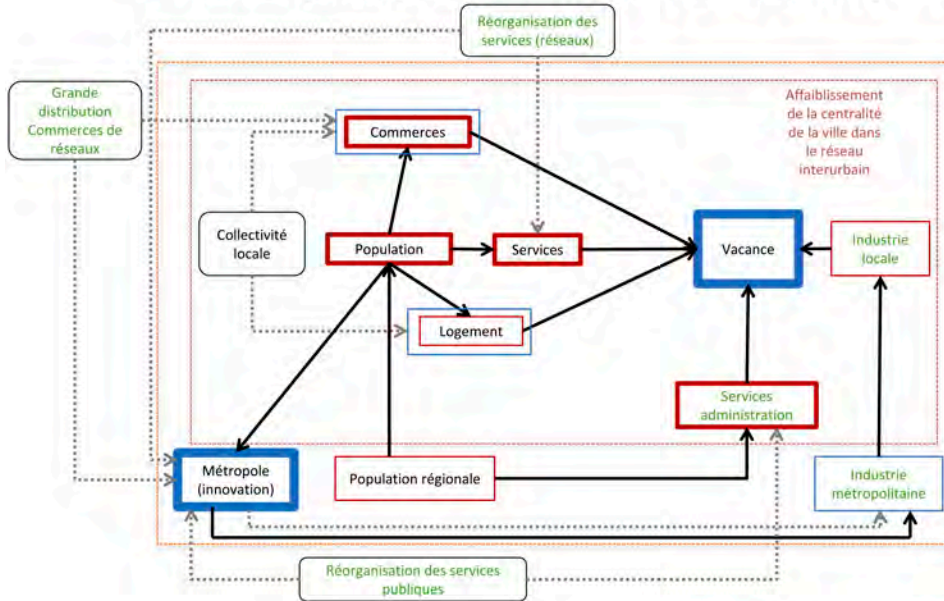 Réorganisation des
services (réseaux)
Grande
distribution
Commerces de
réseaux
Affaiblissement
de la centralité
de la ville dans
le réseau
interurbain
Commerces
Collectivité
locale
Population
Services
Vacance
Industrie
locale
Logement
Services
administration
Métropole
(innovation)
Population régionale
Industrie
métropolitaine
Réorganisation des services
publiques